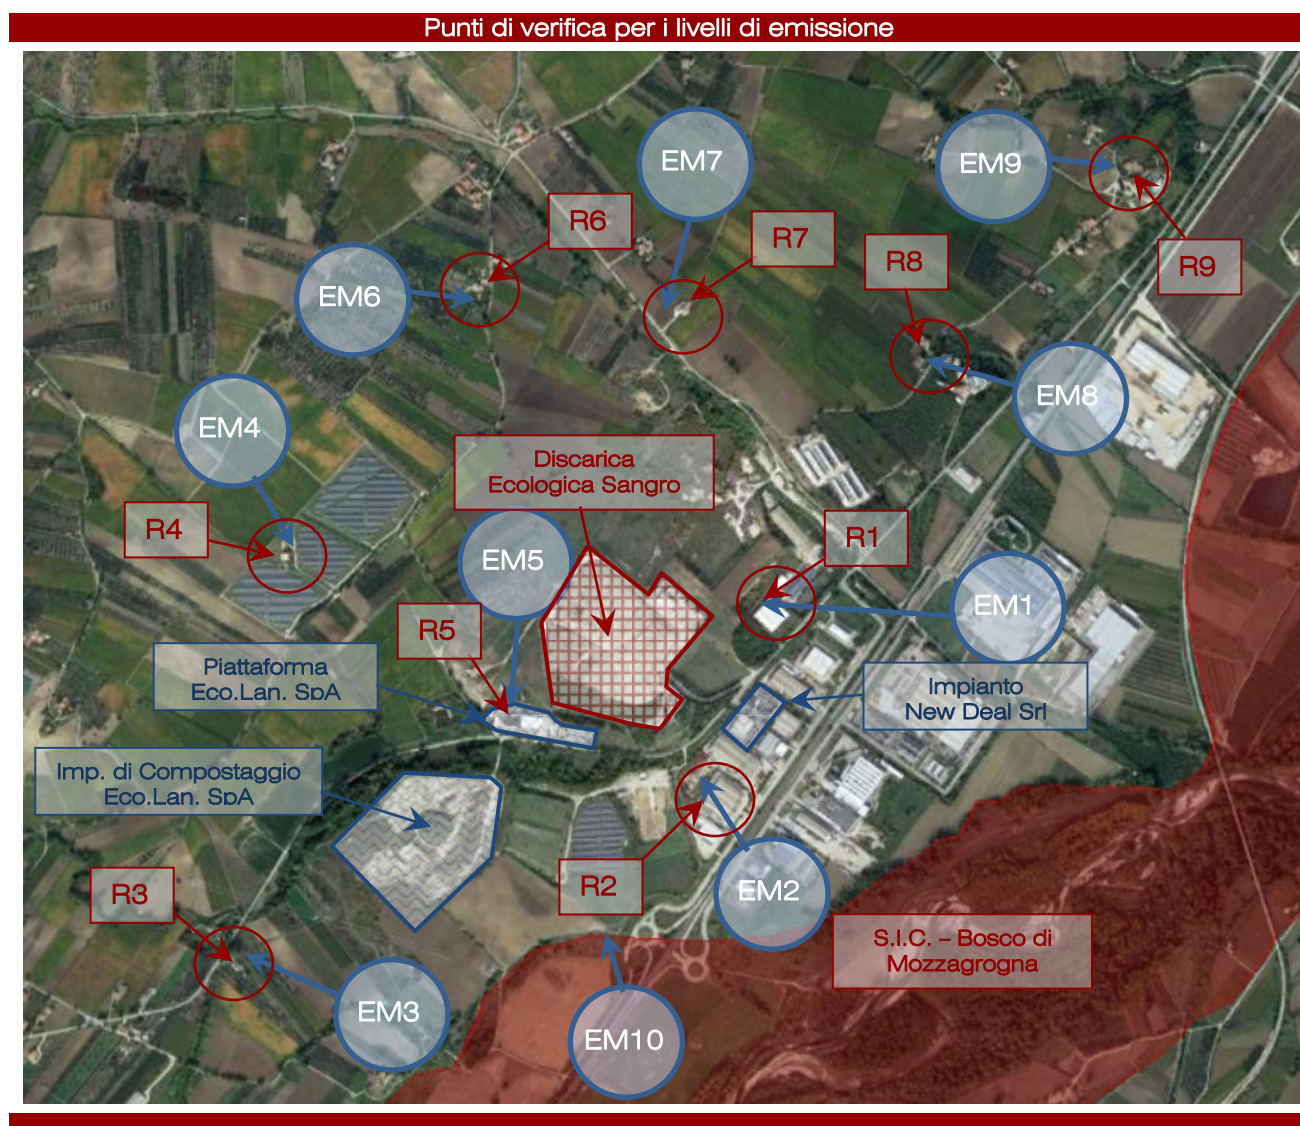 Punti di verifica per i livelli di emissione
EM7
EM9
R6
R7
R8
R9
EM6
EM8
EM4
Discarica
Ecologica Sangro
R4
R1
EM5
EM1
R5
Piattaforma
Eco.Lan. SpA
Impianto
New Deal Srl
Imp. di Compostaggio
Eco.Lan. SpA
R3
R2
EM2
S.I.C. – Bosco di
Mozzagrogna
EM3
EM10